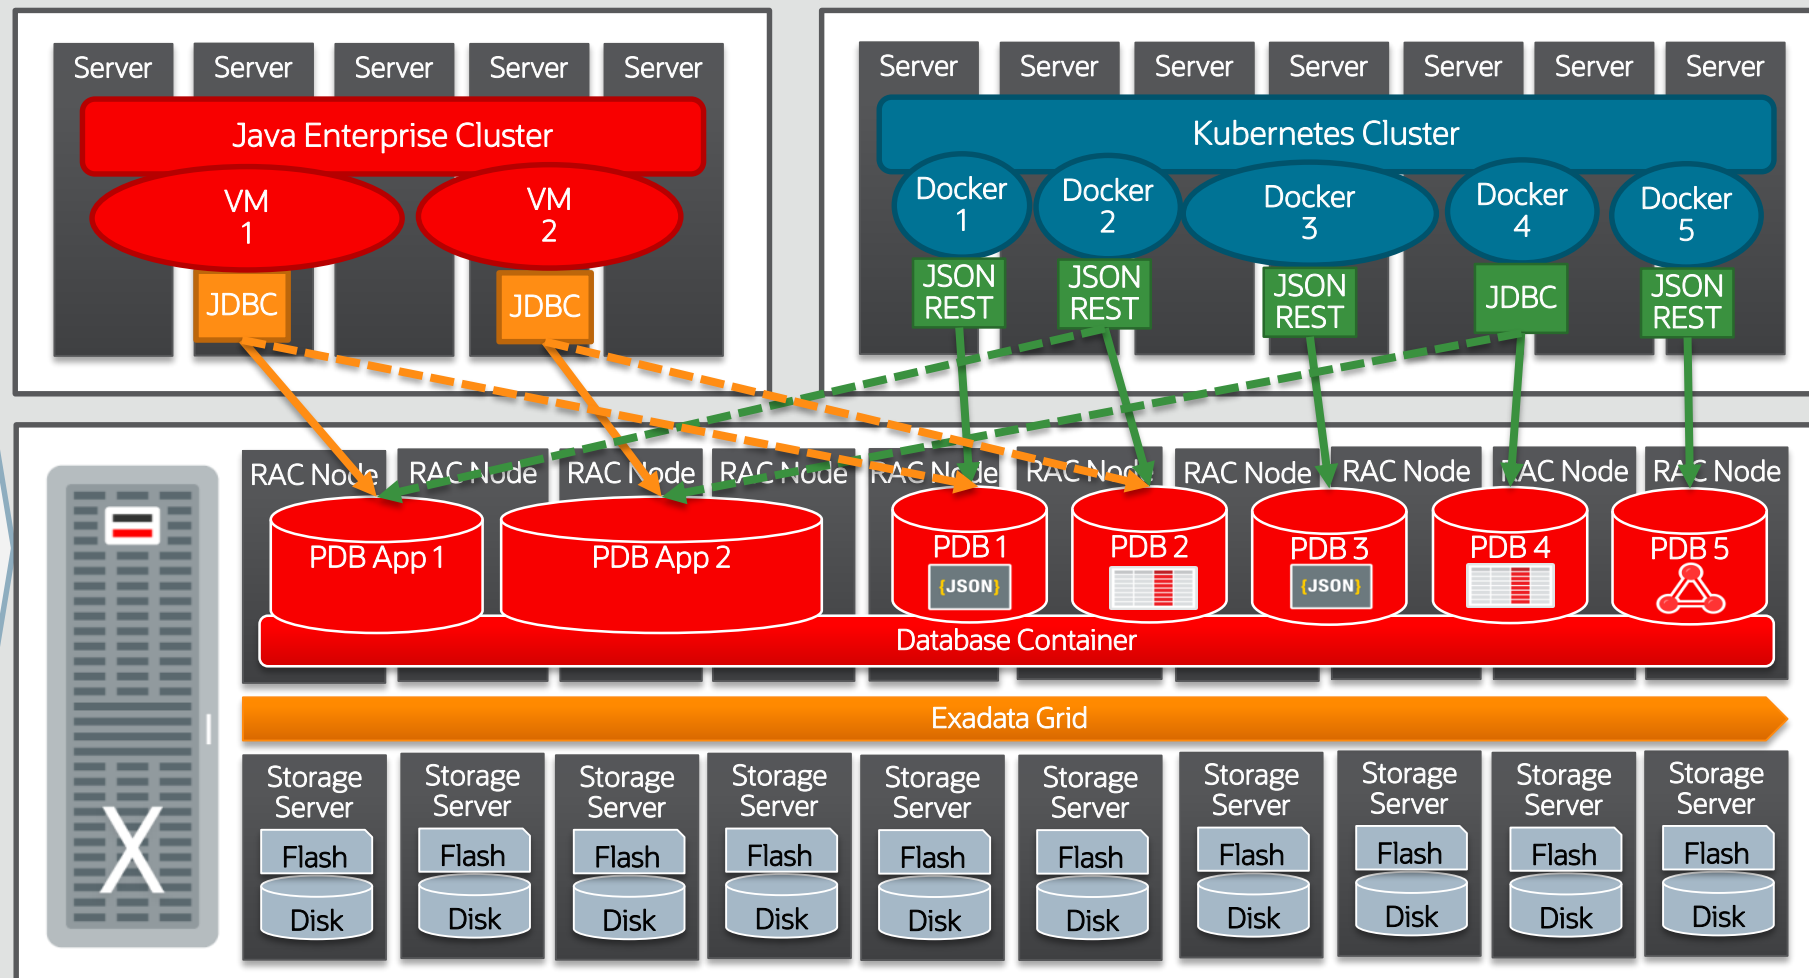 Server Server Server Server Server
Java Enterprise Cluster
VM VM
1 2
JDBC JDBC
Server Server Server Server Server Server Server
Kubernetes Cluster
Docker Docker Docker Docker Docker
1 2 3 4 5
JSON JSON JSON JDBC JSON
REST REST REST REST
RAC Node RAC Node RAC Node RAC Node RAC Node RAC Node RAC Node RAC Node RAC Node RAC Node
PDB App 1 PDB App 2 PDB 1 PDB 2 PDB 3 PDB 4 PDB 5
{JSON} {JSON}
Database Container
Exadata Grid
Storage Storage Storage Storage Storage Storage Storage Storage Storage Storage
Server Server Server Server Server Server Server Server Server Server
Flash Flash Flash Flash Flash Flash Flash Flash Flash Flash
Disk Disk Disk Disk Disk Disk Disk Disk Disk Disk
X